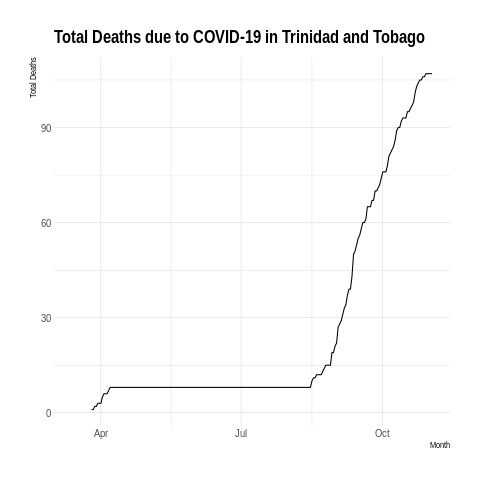 Total Deaths due to COVID-19 in Trinidad and Tobago
Total Deaths
90
60
30
0
Apr
Jul
Oct
Month